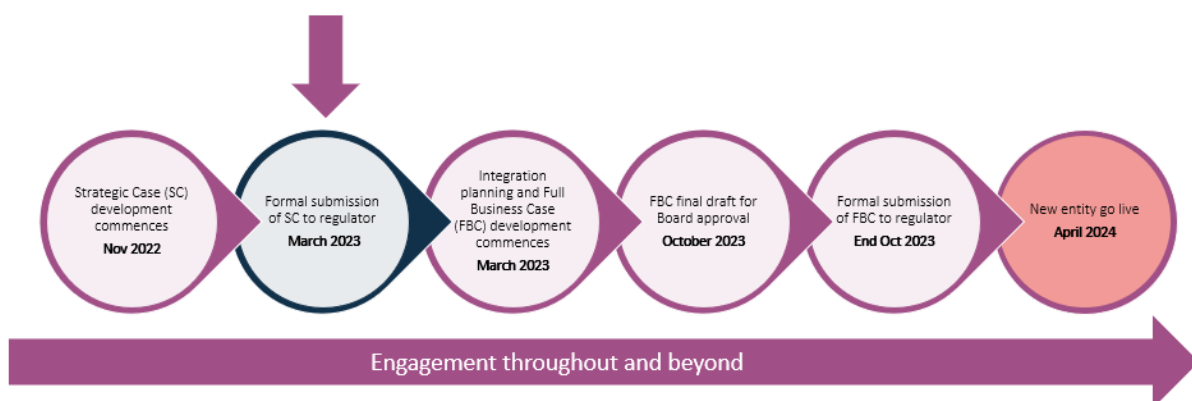 Strategic Case (SC)
development
commences
Nov 2022
Formal submission
of SC to regulator
March 2023
Integration
planning and Full
Business Case
(FBC) development
commences
March 2023
FBC final draft for
Board approval
October 2023
Formal submission
of FBC to regulator
End Oct 2023
New entity go live
April 2024
Engagement throughout and beyond